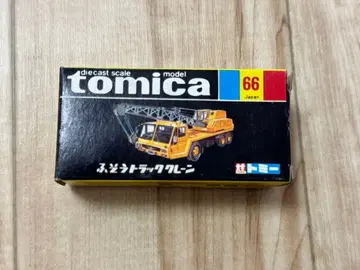 diecast scale model
tomica
66
Japan
ふそうトラッククレーン
トミー